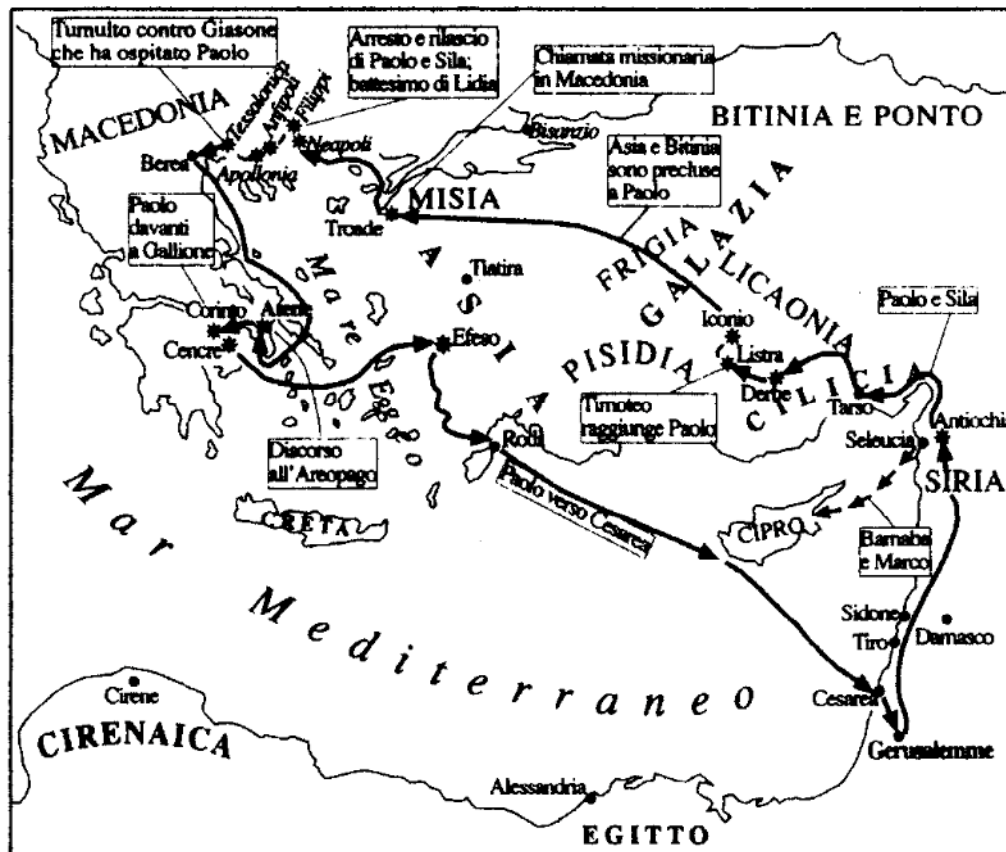 Tumulto contro Giasone
che ha ospitato Paolo
Arresto e rilascio
di Paolo e Sila;
battesimo di Lidia
Chiamata missionaria
in Macedonia
MACEDONIA
Tessalonica
Anfipoli
Filippi
Neapoli
Apollonia
Berea
Bisanzio
BITINIA E PONTO
Asia e Bitinia
sono precluse
a Paolo
Paolo
davanti
a Gallione
Troade
MISIA
ASIA
Tiatira
FRIGIA
GALAZIA
LICAONIA
Mare Egeo
Corinto
Atene
Cencre
Efeso
PISIDIA
Iconio
Listra
Derbe
CILICIA
Tarso
Paolo e Sila
Antiochia
Seleucia
SIRIA
Timoteo
raggiunge Paolo
Discorso
all'Areopago
Rodi
Paolo verso Cesarea
CRETA
CIPRO
Barnaba
e Marco
Mar Mediterraneo
Sidone
Damasco
Tiro
Cesarea
Gerusalemme
Cirene
CIRENAICA
Alessandria
EGITTO